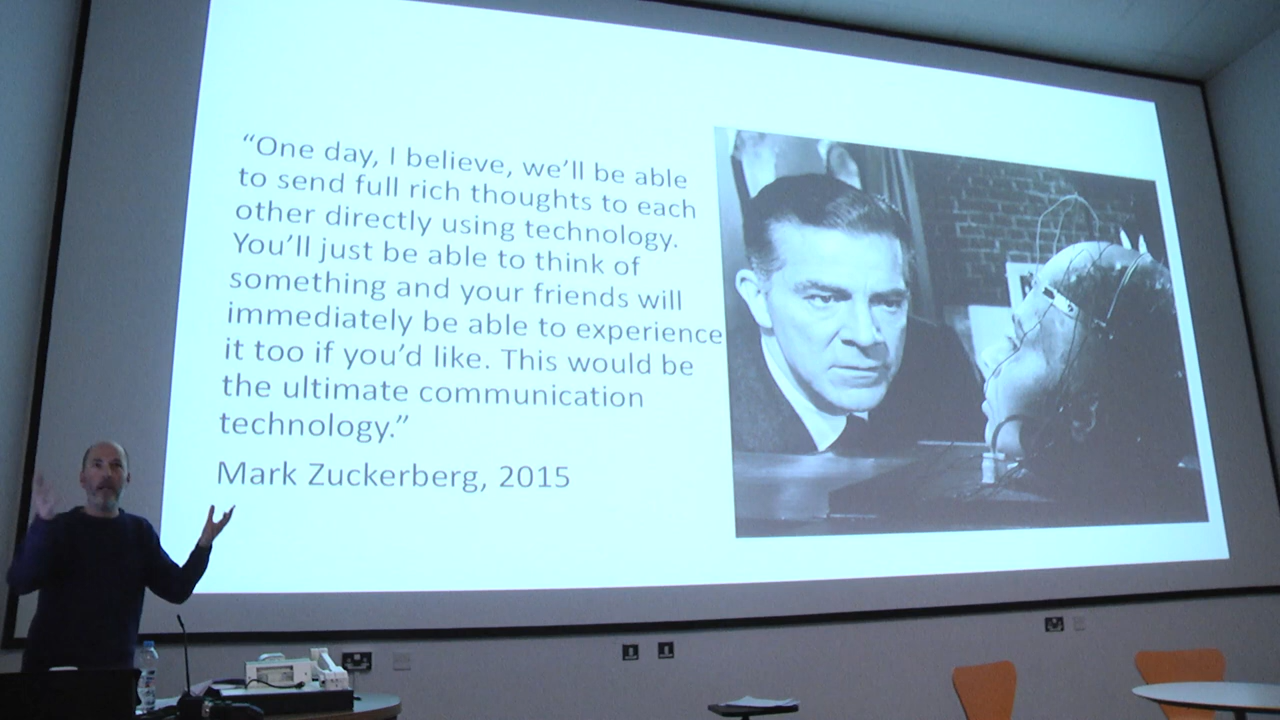 “One day, I believe, we’ll be able
to send full rich thoughts to each
other directly using technology.
You’ll just be able to think of
something and your friends will
immediately be able to experience
it too if you’d like. This would be
the ultimate communication
technology.”
Mark Zuckerberg, 2015